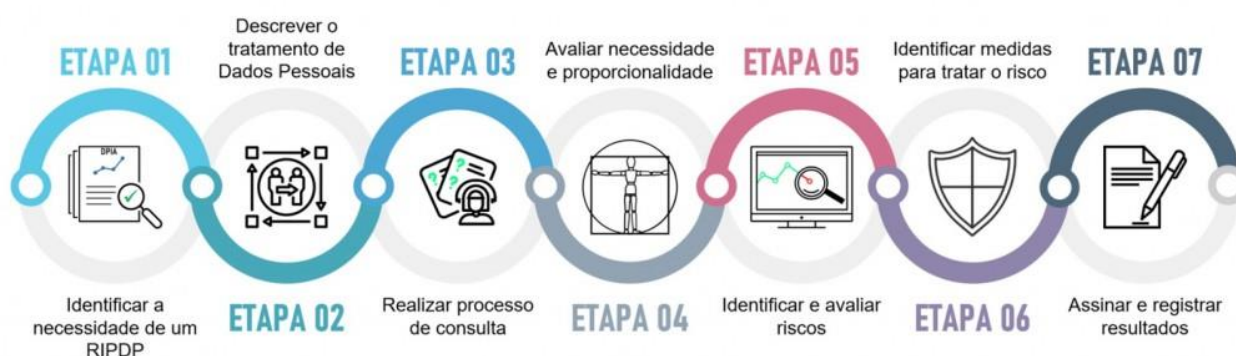 ETAPA 01
DPIA
Identificar a
necessidade de um
RIPDP
Descrever o
tratamento de
Dados Pessoais
ETAPA 02
ETAPA 03
? ? ?
Realizar processo
de consulta
Avaliar necessidade
e proporcionalidade
ETAPA 04
ETAPA 05
Identificar e avaliar
riscos
Identificar medidas
para tratar o risco
ETAPA 06
ETAPA 07
Assinar e registrar
resultados